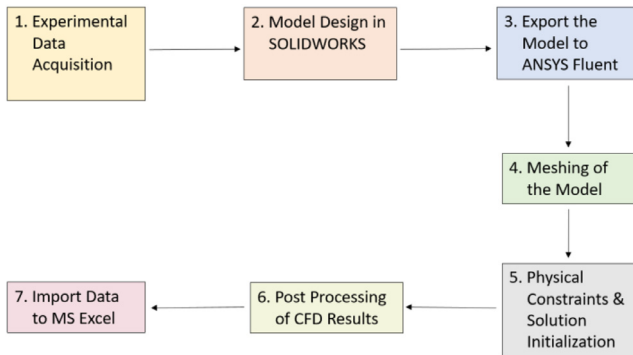 1. Experimental
Data
Acquisition
2. Model Design in
SOLIDWORKS
3. Export the
Model to
ANSYS Fluent
4. Meshing of
the Model
5. Physical
Constraints &
Solution
Initialization
6. Post Processing
of CFD Results
7. Import Data
to MS Excel